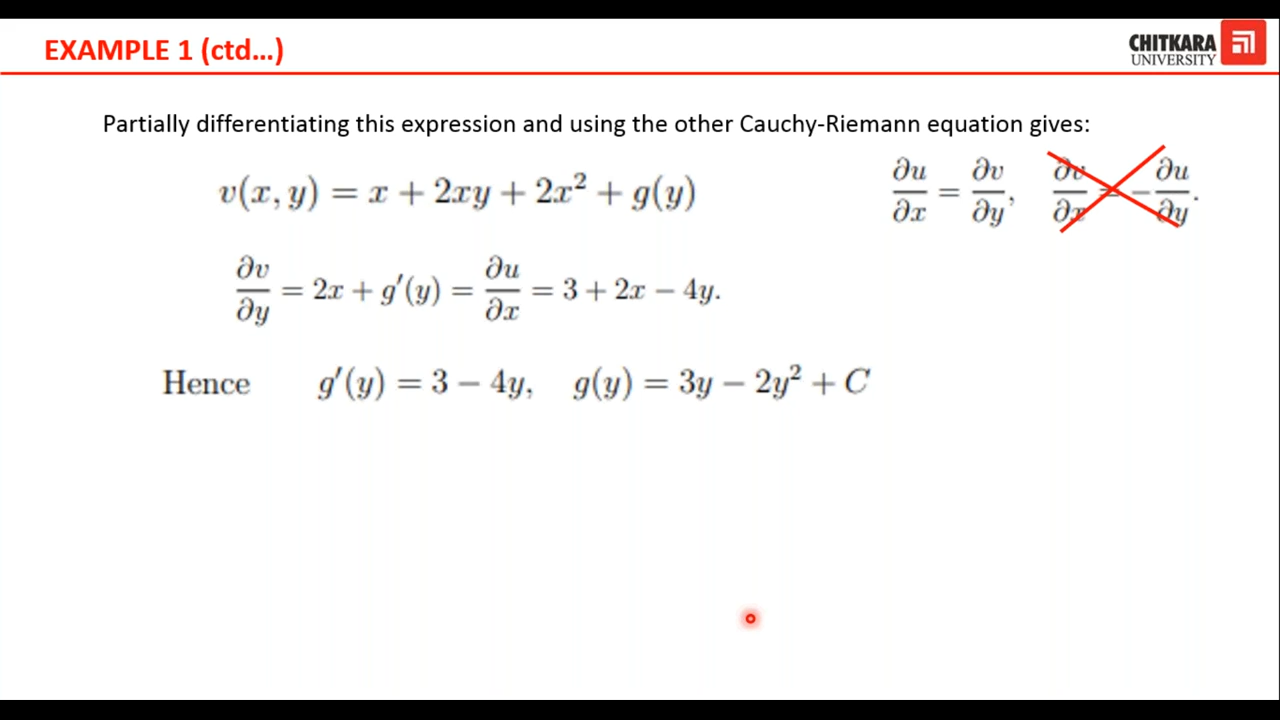 EXAMPLE 1 (ctd…)
CHITKARA
UNIVERSITY
Partially differentiating this expression and using the other Cauchy-Riemann equation gives:
v(x, y) = x + 2xy + 2x² + g(y)
∂u/∂x = ∂v/∂y, ∂v/∂x = −∂u/∂y.
∂v/∂y = 2x + g′(y) = ∂u/∂x = 3 + 2x − 4y.
Hence g′(y) = 3 − 4y, g(y) = 3y − 2y² + C